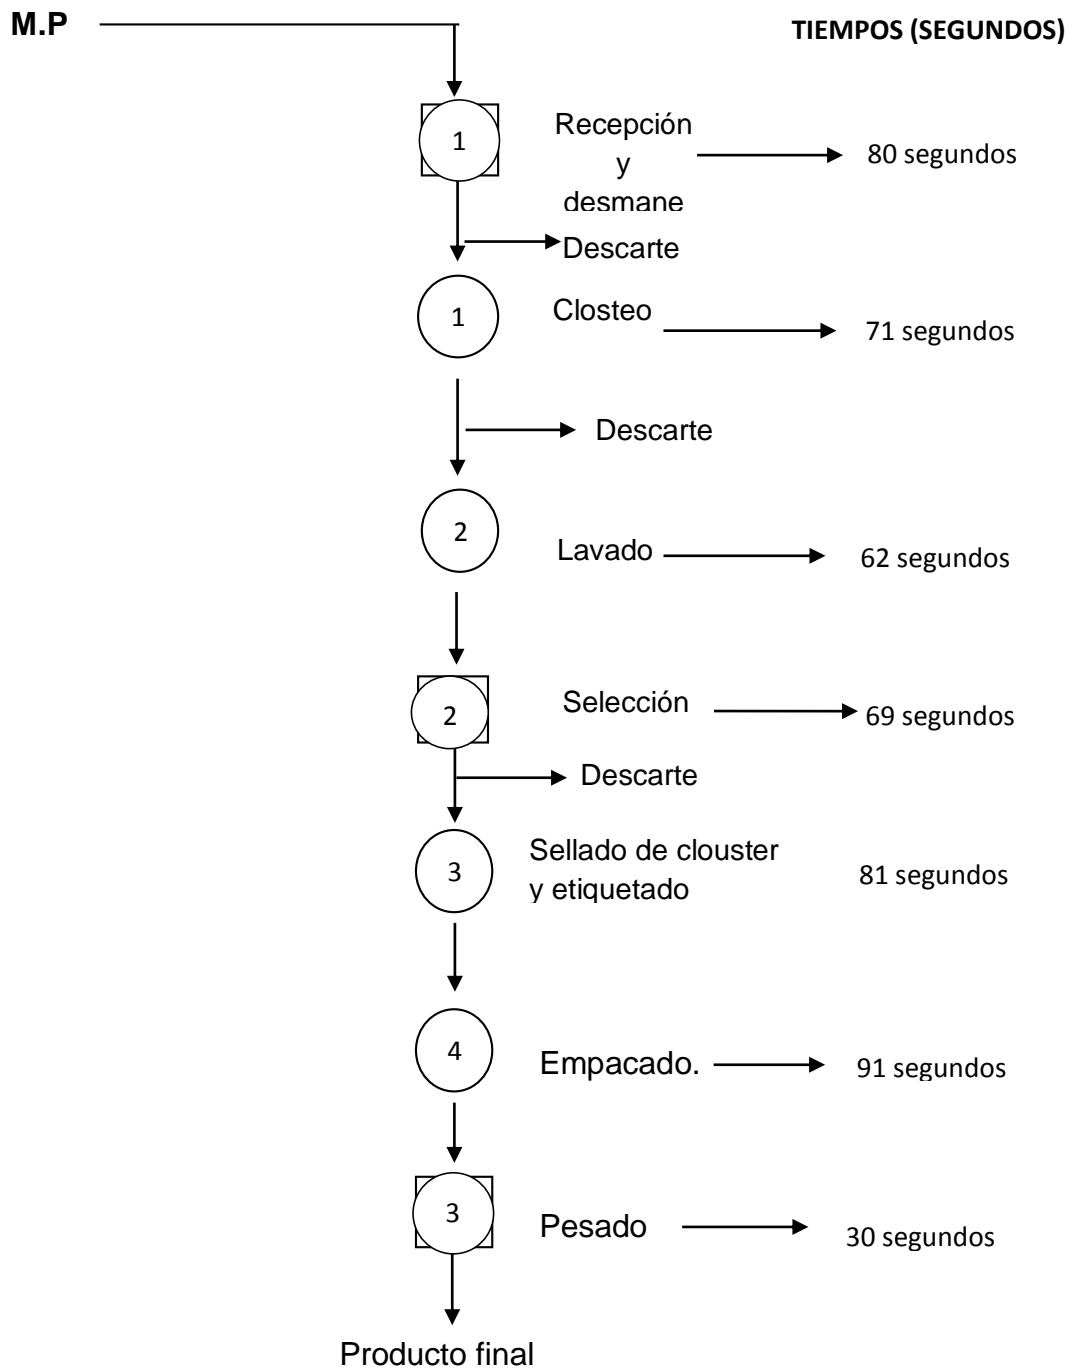 M.P
TIEMPOS (SEGUNDOS)
1
Recepción
y
desmane
80 segundos
Descarte
1
Closteo
71 segundos
Descarte
2
Lavado
62 segundos
2
Selección
69 segundos
Descarte
3
Sellado de clouster
y etiquetado
81 segundos
4
Empacado.
91 segundos
3
Pesado
30 segundos
Producto final